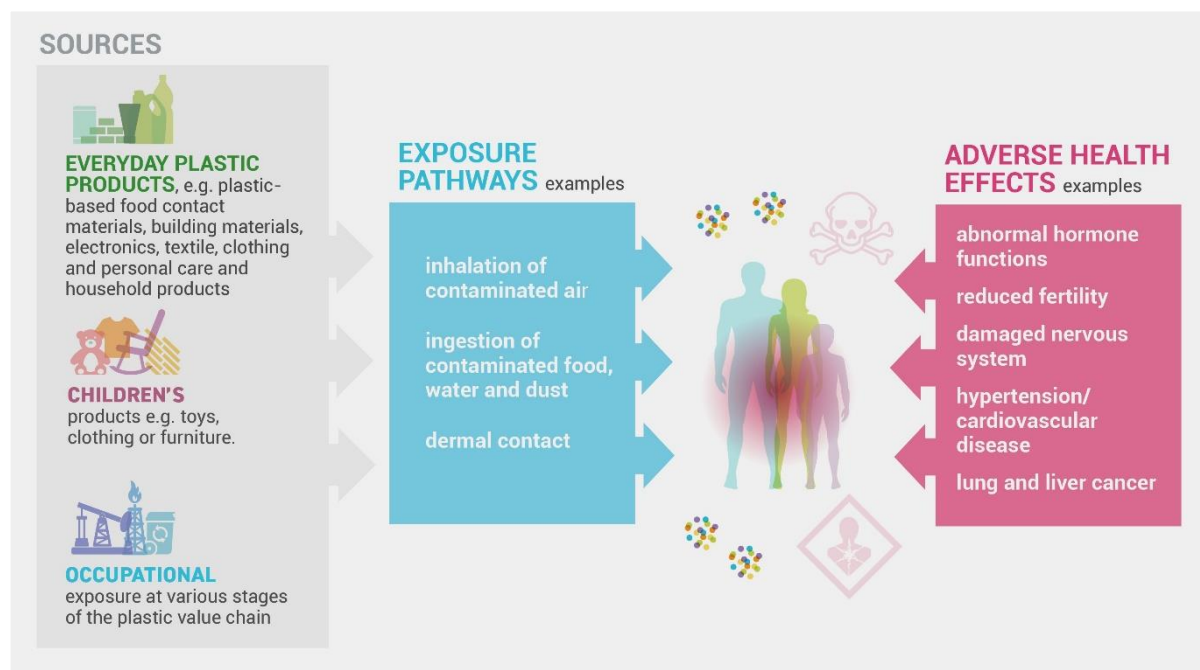 SOURCES
EVERYDAY PLASTIC
PRODUCTS, e.g. plastic-
based food contact
materials, building materials,
electronics, textile, clothing
and personal care and
household products
CHILDREN'S
products e.g. toys,
clothing or furniture.
OCCUPATIONAL
exposure at various stages
of the plastic value chain
EXPOSURE
PATHWAYS examples
inhalation of
contaminated air
ingestion of
contaminated food,
water and dust
dermal contact
ADVERSE HEALTH
EFFECTS examples
abnormal hormone
functions
reduced fertility
damaged nervous
system
hypertension/
cardiovascular
disease
lung and liver cancer